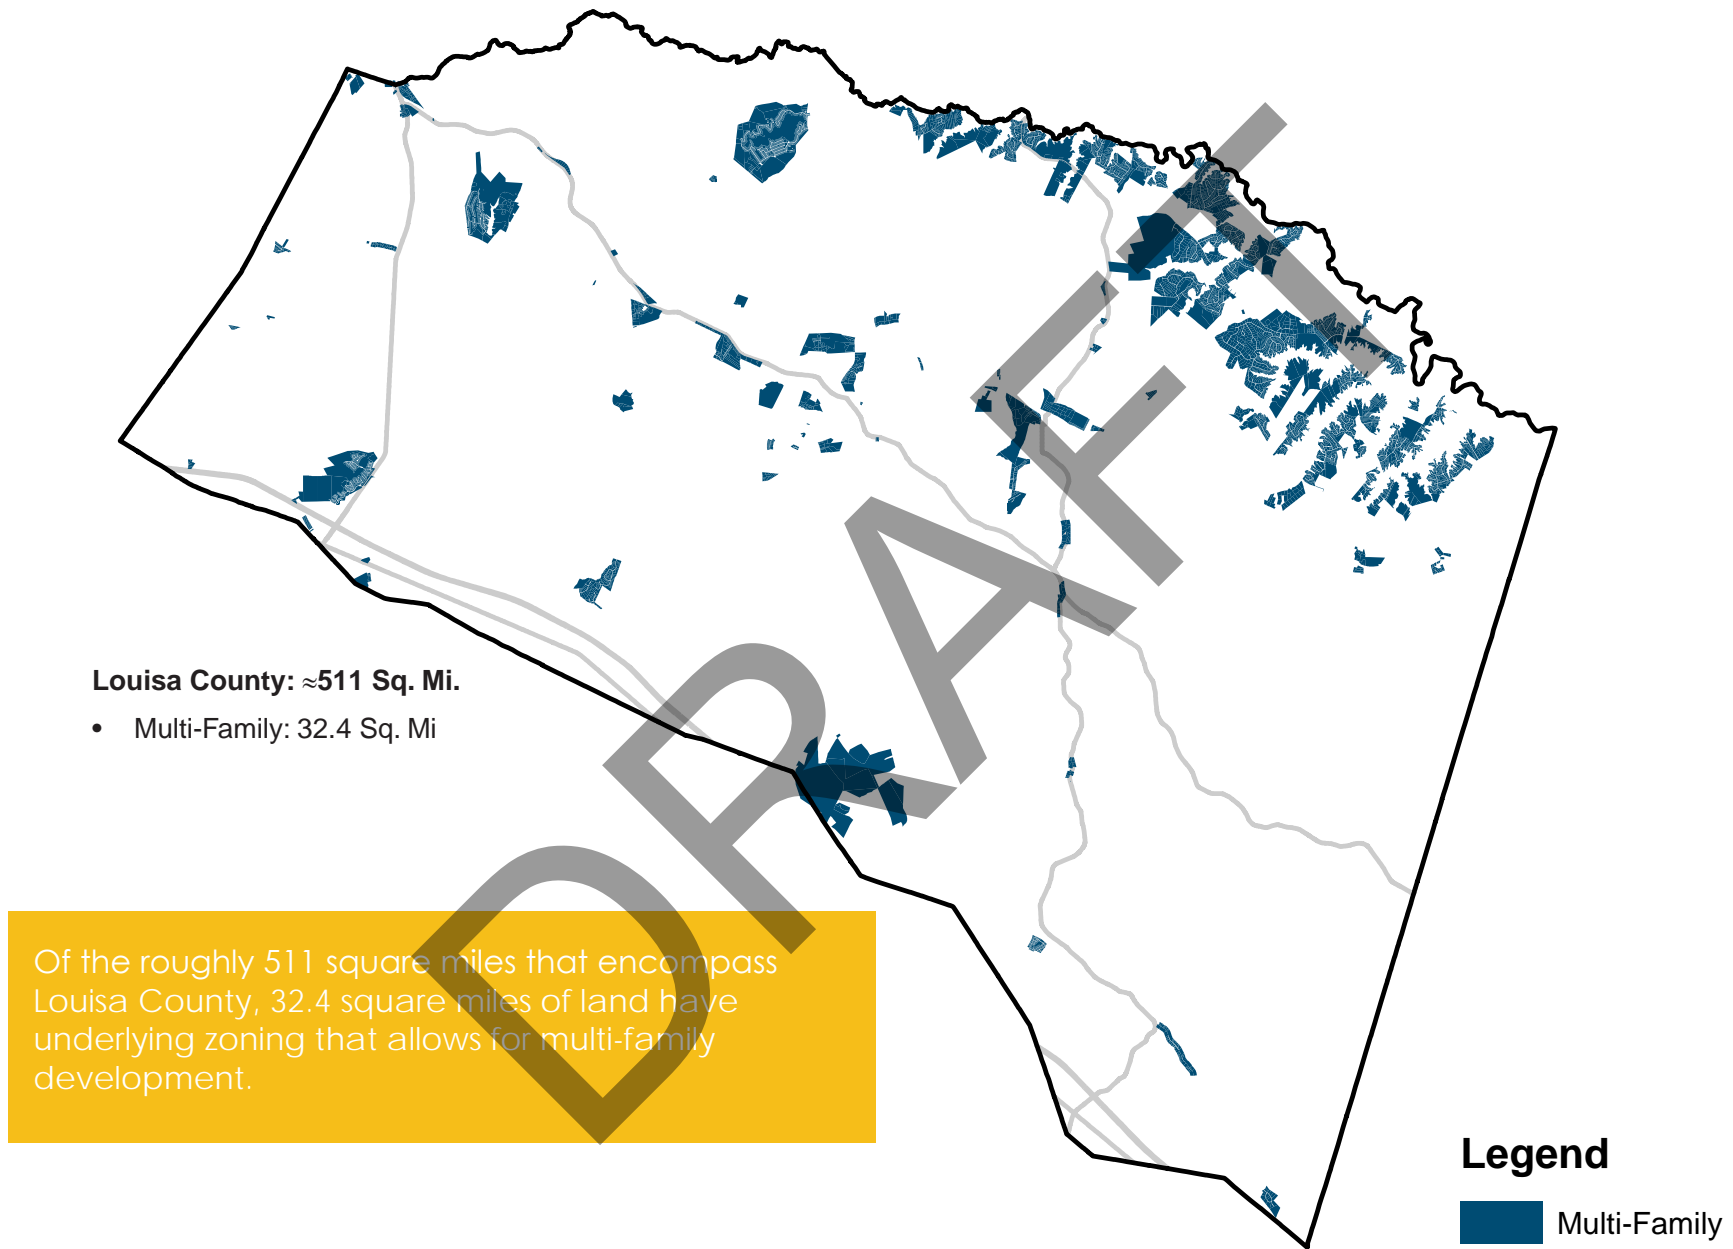 Louisa County: ≈511 Sq. Mi.
• Multi-Family: 32.4 Sq. Mi
Of the roughly 511 square miles that encompass
Louisa County, 32.4 square miles of land have
underlying zoning that allows for multi-family
development.
DRAFT
Legend
Multi-Family